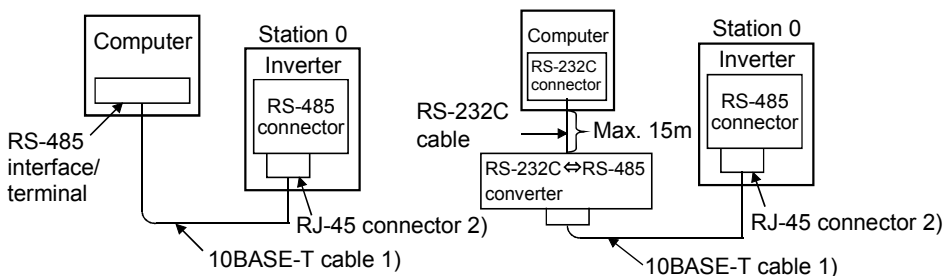 Computer
RS-485
interface/
terminal
Station 0
Inverter
RS-485
connector
RJ-45 connector 2)
10BASE-T cable 1)
Computer
RS-232C
connector
RS-232C
cable
Max. 15m
RS-232C⇔RS-485
converter
Station 0
Inverter
RS-485
connector
RJ-45 connector 2)
10BASE-T cable 1)